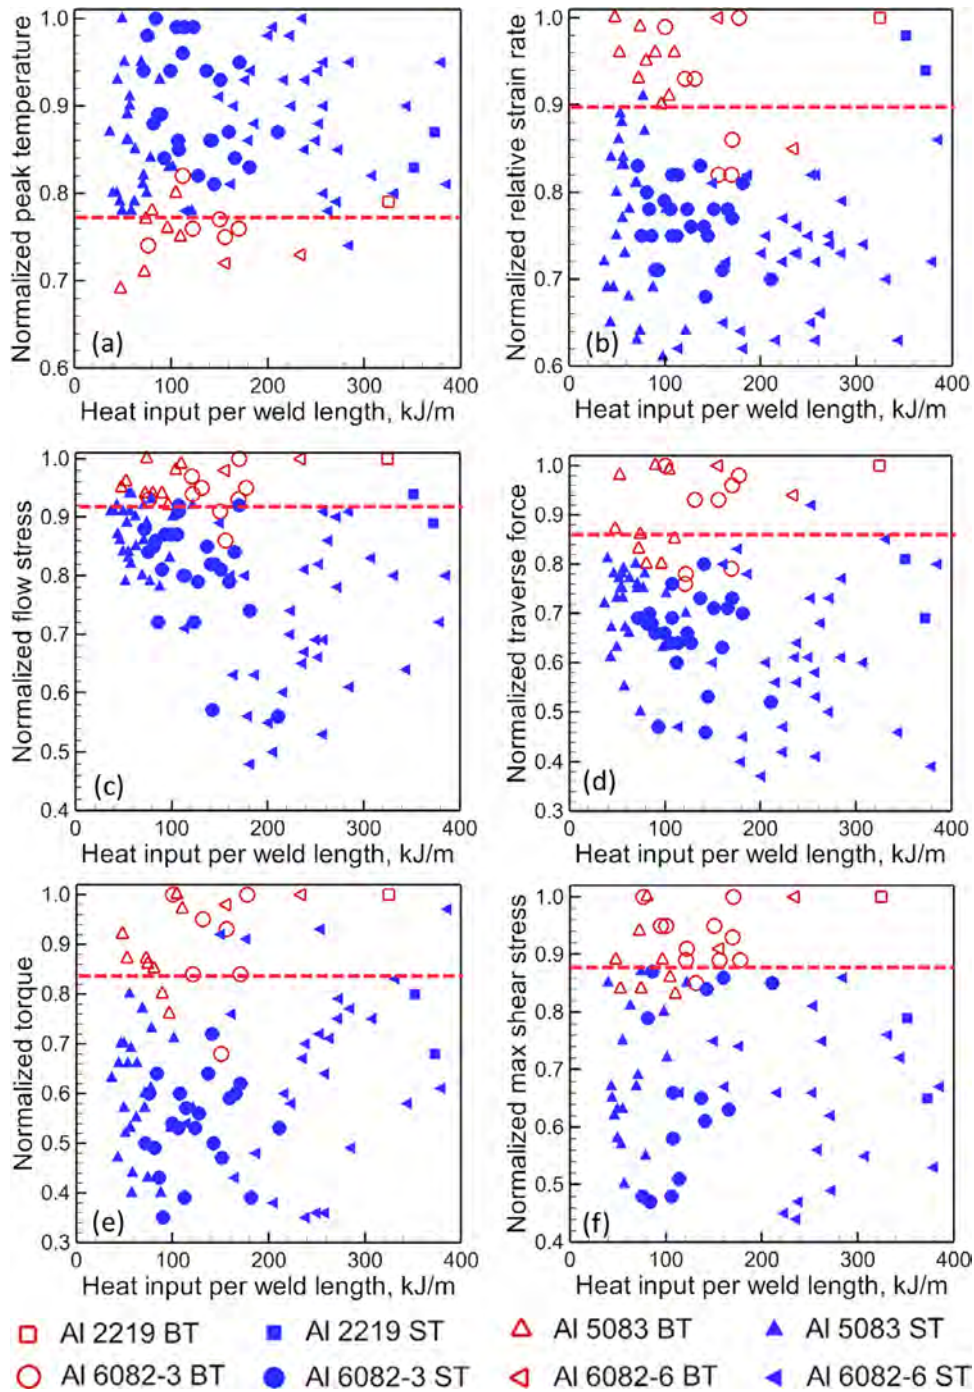 Normalized peak temperature
1.0
0.9
0.8
0.7
0.6
(a)
0 100 200 300 400
Heat input per weld length, kJ/m
Normalized relative strain rate
1.0
0.9
0.8
0.7
0.6
(b)
0 100 200 300 400
Heat input per weld length, kJ/m
Normalized flow stress
1.0
0.9
0.8
0.7
0.6
0.5
0.4
(c)
0 100 200 300 400
Heat input per weld length, kJ/m
Normalized traverse force
1.0
0.9
0.8
0.7
0.6
0.5
0.4
0.3
(d)
0 100 200 300 400
Heat input per weld length, kJ/m
Normalized torque
1.0
0.9
0.8
0.7
0.6
0.5
0.4
0.3
(e)
0 100 200 300 400
Heat input per weld length, kJ/m
Normalized max shear stress
1.0
0.9
0.8
0.7
0.6
0.5
0.4
(f)
0 100 200 300 400
Heat input per weld length, kJ/m
Al 2219 BT Al 2219 ST Al 5083 BT Al 5083 ST
Al 6082-3 BT Al 6082-3 ST Al 6082-6 BT Al 6082-6 ST